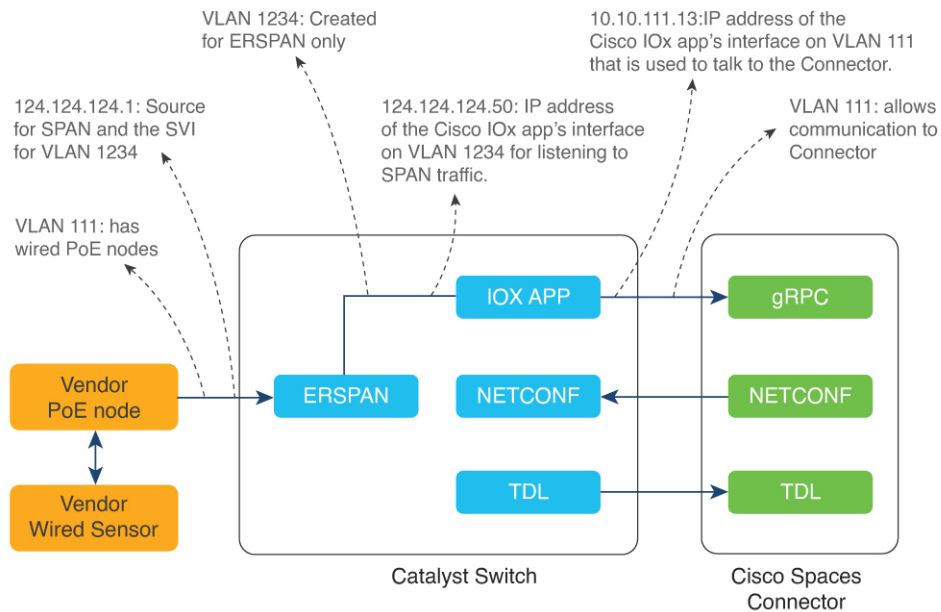 VLAN 1234: Created
for ERSPAN only
10.10.111.13:IP address of the
Cisco IOx app's interface on VLAN 111
that is used to talk to the Connector.
124.124.124.1: Source
for SPAN and the SVI
for VLAN 1234
124.124.124.50: IP address
of the Cisco IOx app's interface
on VLAN 1234 for listening to
SPAN traffic.
VLAN 111: allows
communication to
Connector
VLAN 111: has
wired PoE nodes
IOX APP
gRPC
Vendor
PoE node
ERSPAN
NETCONF
NETCONF
Vendor
Wired Sensor
TDL
TDL
Catalyst Switch
Cisco Spaces
Connector